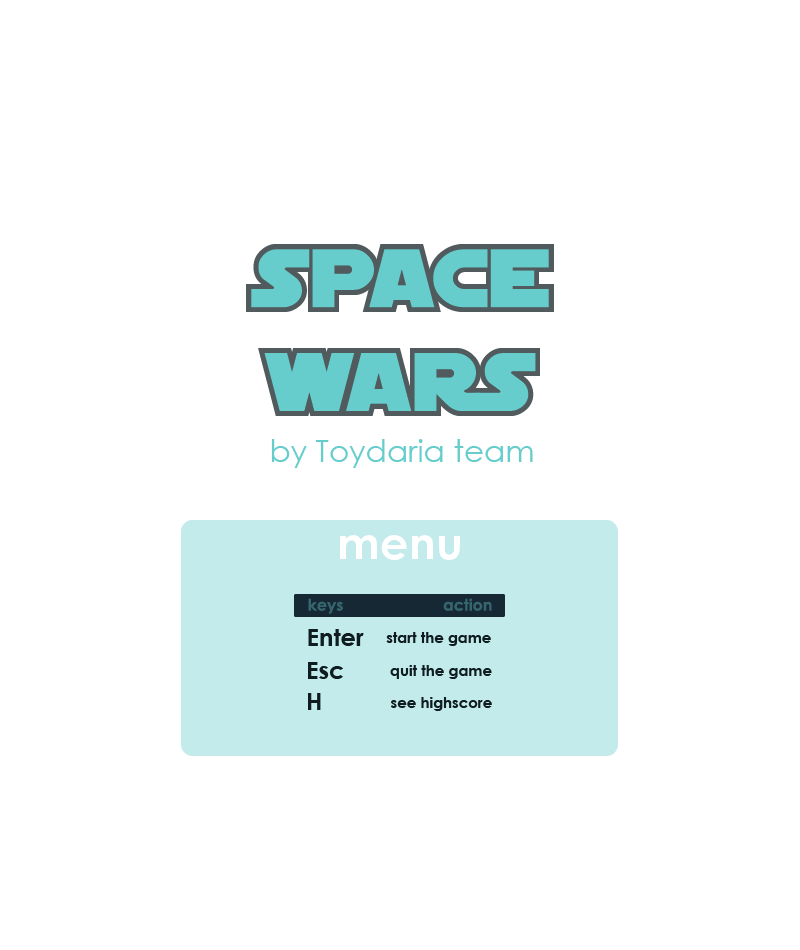 SPACE
WARS
by Toydaria team
menu
keys action
Enter start the game
Esc quit the game
H see highscore